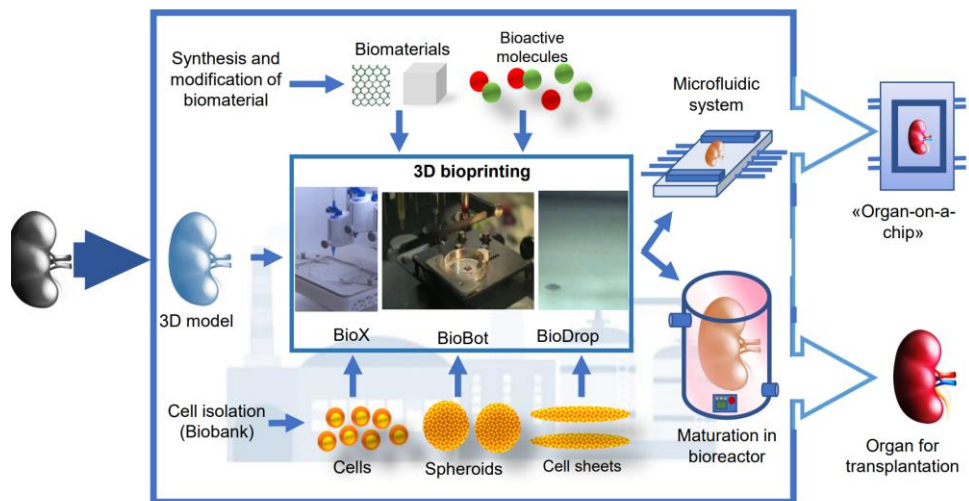 Synthesis and
modification of
biomaterial
Biomaterials
Bioactive
molecules
Microfluidic
system
3D bioprinting
«Organ-on-a-
chip»
3D model
BioX
BioBot
BioDrop
Cell isolation
(Biobank)
Cells
Spheroids
Cell sheets
Maturation in
bioreactor
Organ for
transplantation